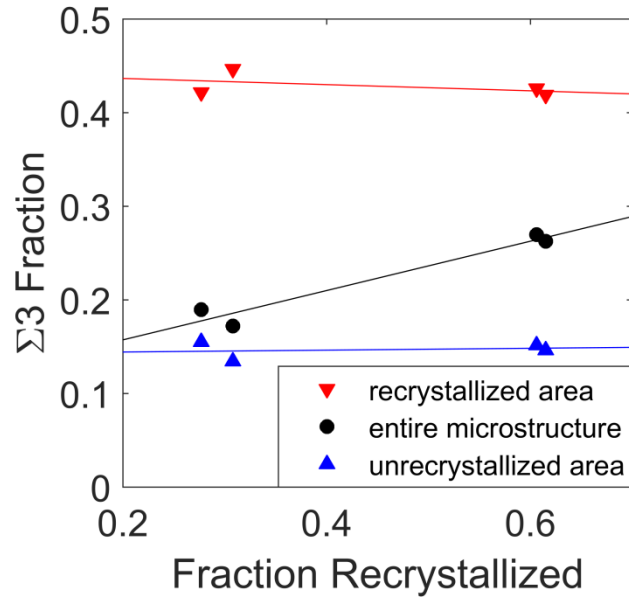 0.5
0.4
0.3
0.2
0.1
0
Σ3 Fraction
recrystallized area
entire microstructure
unrecrystallized area
0.2
0.4
0.6
Fraction Recrystallized